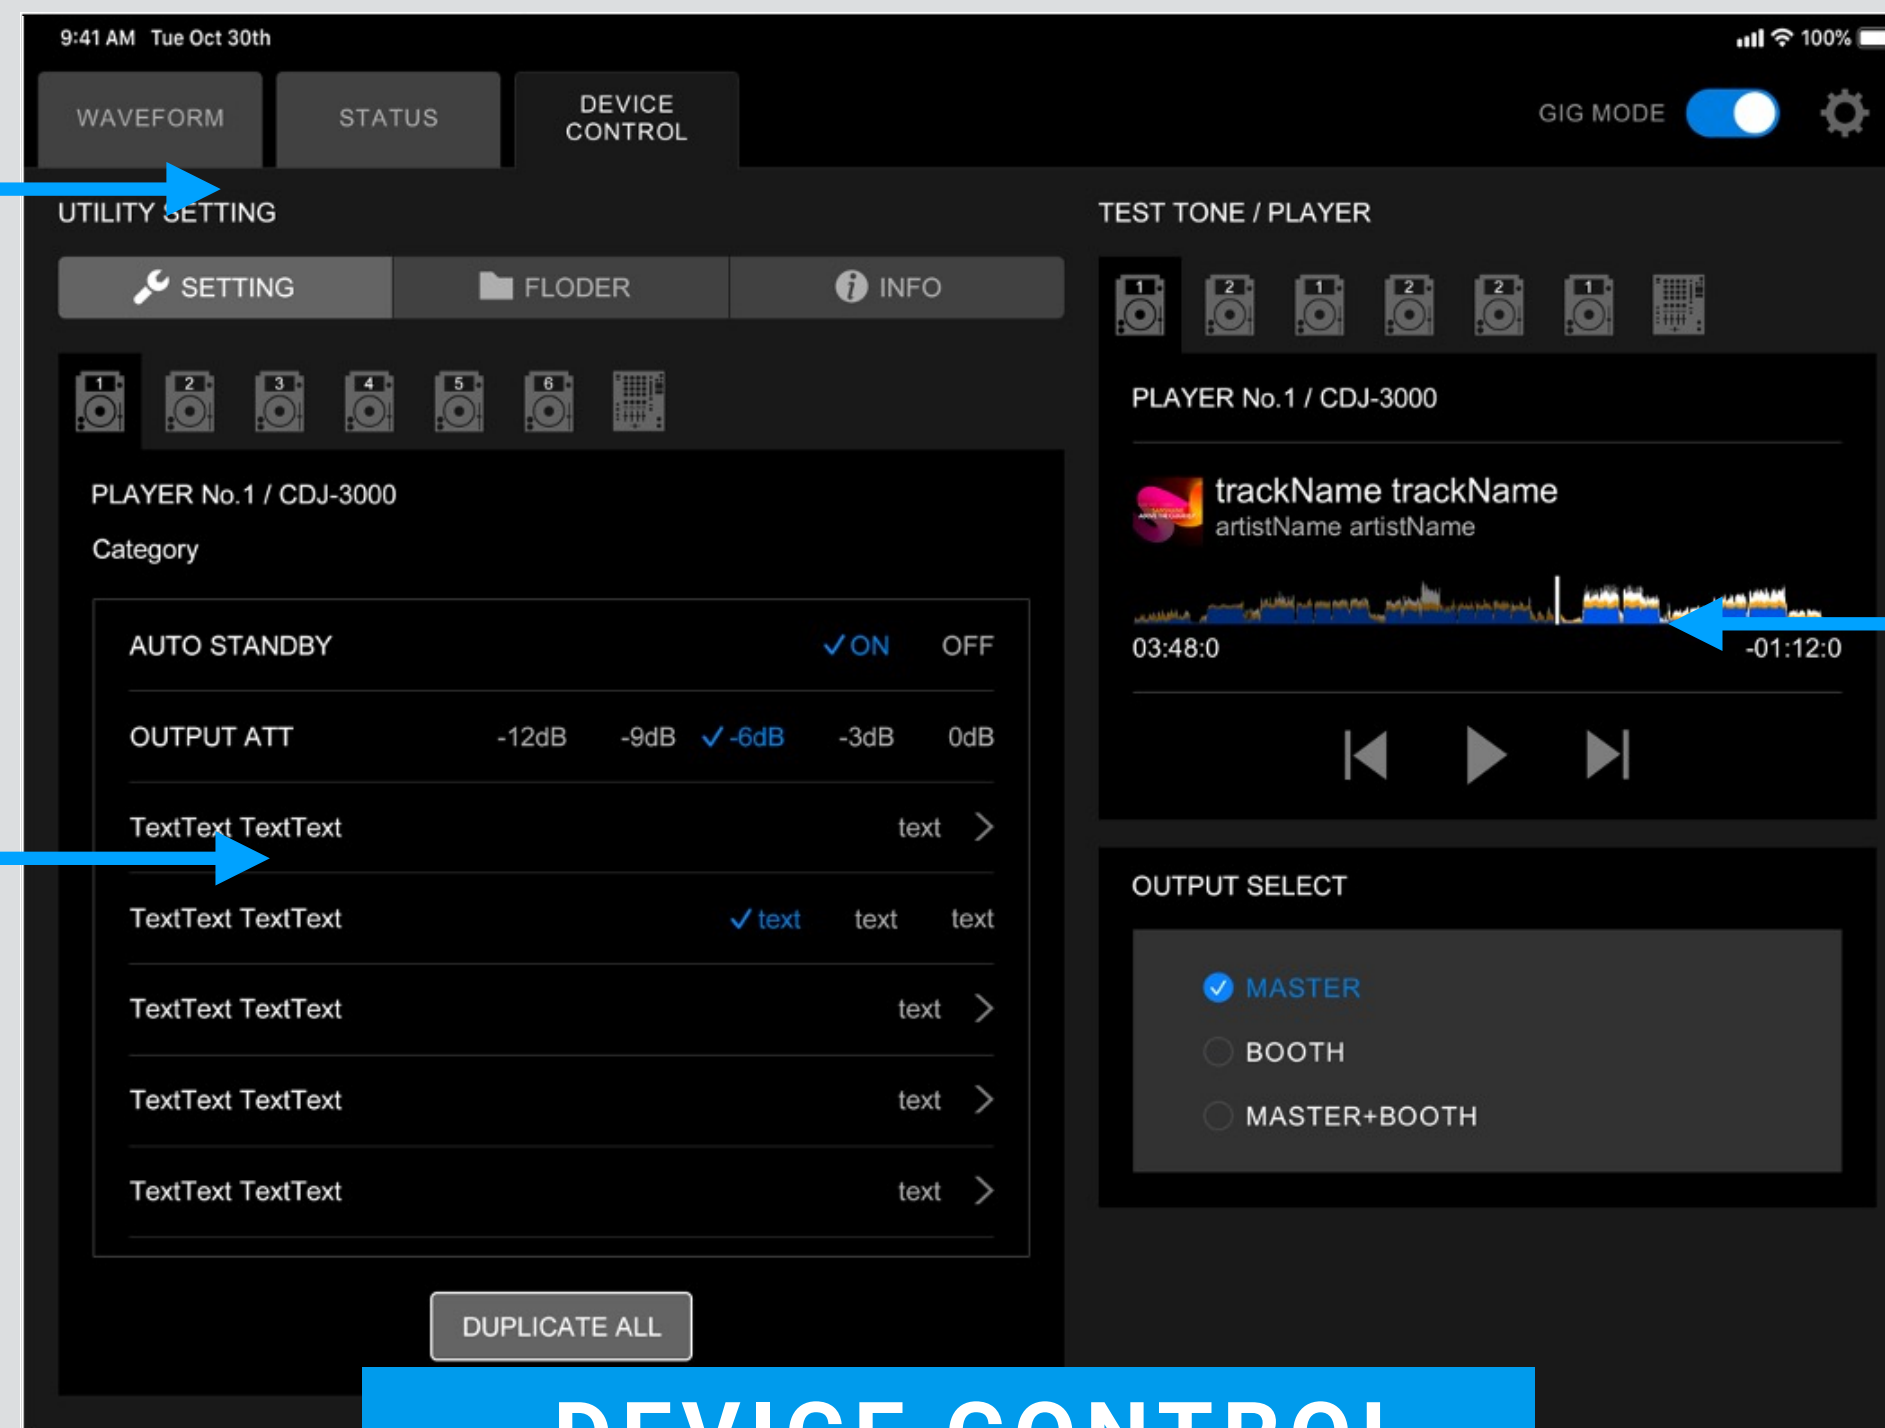 9:41 AM Tue Oct 30th
100%
WAVEFORM
STATUS
DEVICE
CONTROL
GIG MODE
UTILITY SETTING
SETTING
FLODER
INFO
1 2 3 4 5 6
PLAYER No.1 / CDJ-3000
Category
AUTO STANDBY ON OFF
OUTPUT ATT -12dB -9dB -6dB -3dB 0dB
TextText TextText text
TextText TextText text text text
TextText TextText text
TextText TextText text
TextText TextText text
DUPLICATE ALL
TEST TONE / PLAYER
1 2 1 2 2 1
PLAYER No.1 / CDJ-3000
trackName trackName
artistName artistName
03:48:0 -01:12:0
OUTPUT SELECT
MASTER
BOOTH
MASTER+BOOTH
DEVICE CONTROL